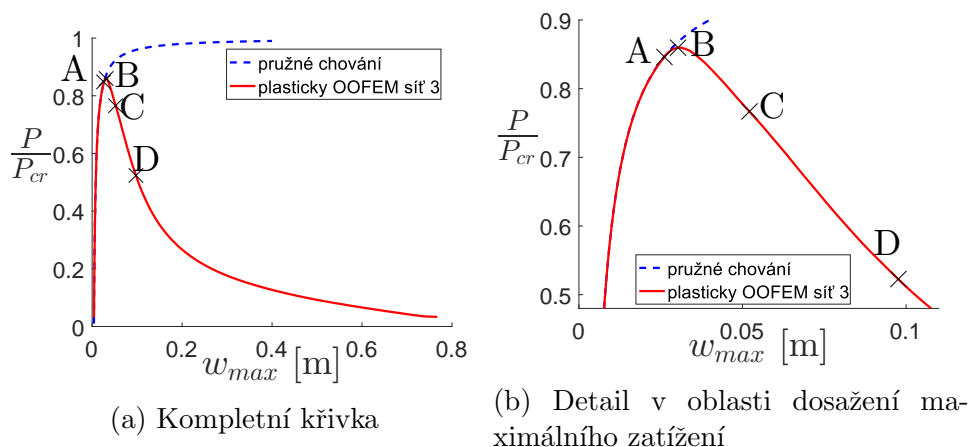 1
0.8
0.6
0.4
0.2
0
P
P_cr
A
B
C
D
pružné chování
plasticky OOFEM síť 3
0 0.2 0.4 0.6 0.8
w_max [m]
(a) Kompletní křivka
0.9
0.8
0.7
0.6
0.5
P
P_cr
A
B
C
D
pružné chování
plasticky OOFEM síť 3
0 0.05 0.1
w_max [m]
(b) Detail v oblasti dosažení ma-
ximálního zatížení